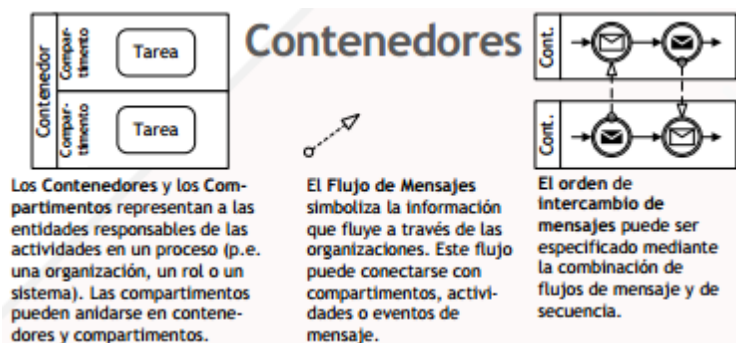 Contenedores
Contenedor
Compar-
timento
Tarea
Compar-
timento
Tarea
Cont.
Cont.
Los Contenedores y los Com-
partimentos representan a las
entidades responsables de las
actividades en un proceso (p.e.
una organización, un rol o un
sistema). Las compartimentos
pueden anidarse en contene-
dores y compartimentos.
El Flujo de Mensajes
simboliza la información
que fluye a través de las
organizaciones. Este flujo
puede conectarse con
compartimentos, activi-
dades o eventos de
mensaje.
El orden de
intercambio de
mensajes puede ser
especificado mediante
la combinación de
flujos de mensaje y de
secuencia.